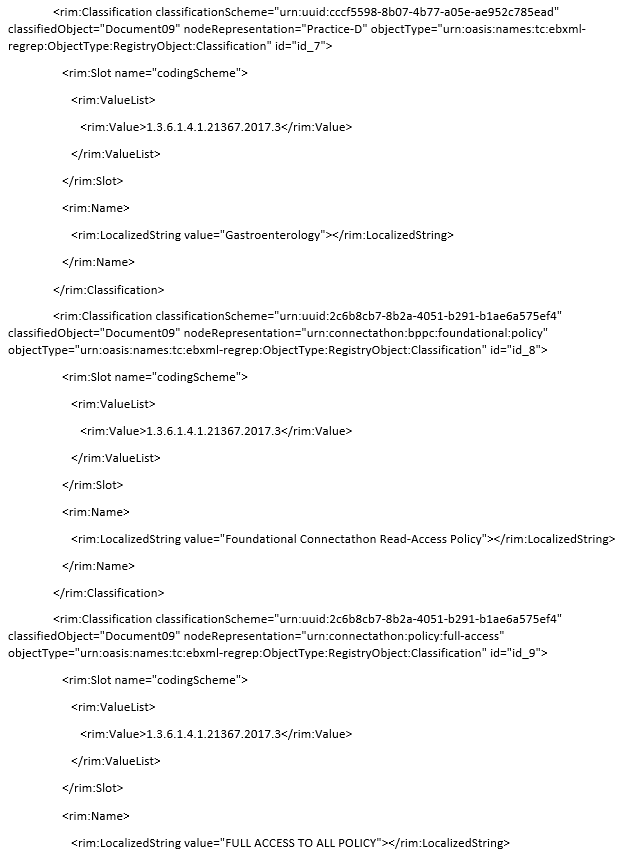 <rim:Classification classificationScheme="urn:uuid:cccf5598-8b07-4b77-a05e-ae952c785ead"
classifiedObject="Document09" nodeRepresentation="Practice-D" objectType="urn:oasis:names:tc:ebxml-
regrep:ObjectType:RegistryObject:Classification" id="id_7">
<rim:Slot name="codingScheme">
<rim:ValueList>
<rim:Value>1.3.6.1.4.1.21367.2017.3</rim:Value>
</rim:ValueList>
</rim:Slot>
<rim:Name>
<rim:LocalizedString value="Gastroenterology"></rim:LocalizedString>
</rim:Name>
</rim:Classification>
<rim:Classification classificationScheme="urn:uuid:2c6b8cb7-8b2a-4051-b291-b1ae6a575ef4"
classifiedObject="Document09" nodeRepresentation="urn:connectathon:bppc:foundational:policy"
objectType="urn:oasis:names:tc:ebxml-regrep:ObjectType:RegistryObject:Classification" id="id_8">
<rim:Slot name="codingScheme">
<rim:ValueList>
<rim:Value>1.3.6.1.4.1.21367.2017.3</rim:Value>
</rim:ValueList>
</rim:Slot>
<rim:Name>
<rim:LocalizedString value="Foundational Connectathon Read-Access Policy"></rim:LocalizedString>
</rim:Name>
</rim:Classification>
<rim:Classification classificationScheme="urn:uuid:2c6b8cb7-8b2a-4051-b291-b1ae6a575ef4"
classifiedObject="Document09" nodeRepresentation="urn:connectathon:policy:full-access"
objectType="urn:oasis:names:tc:ebxml-regrep:ObjectType:RegistryObject:Classification" id="id_9">
<rim:Slot name="codingScheme">
<rim:ValueList>
<rim:Value>1.3.6.1.4.1.21367.2017.3</rim:Value>
</rim:ValueList>
</rim:Slot>
<rim:Name>
<rim:LocalizedString value="FULL ACCESS TO ALL POLICY"></rim:LocalizedString>